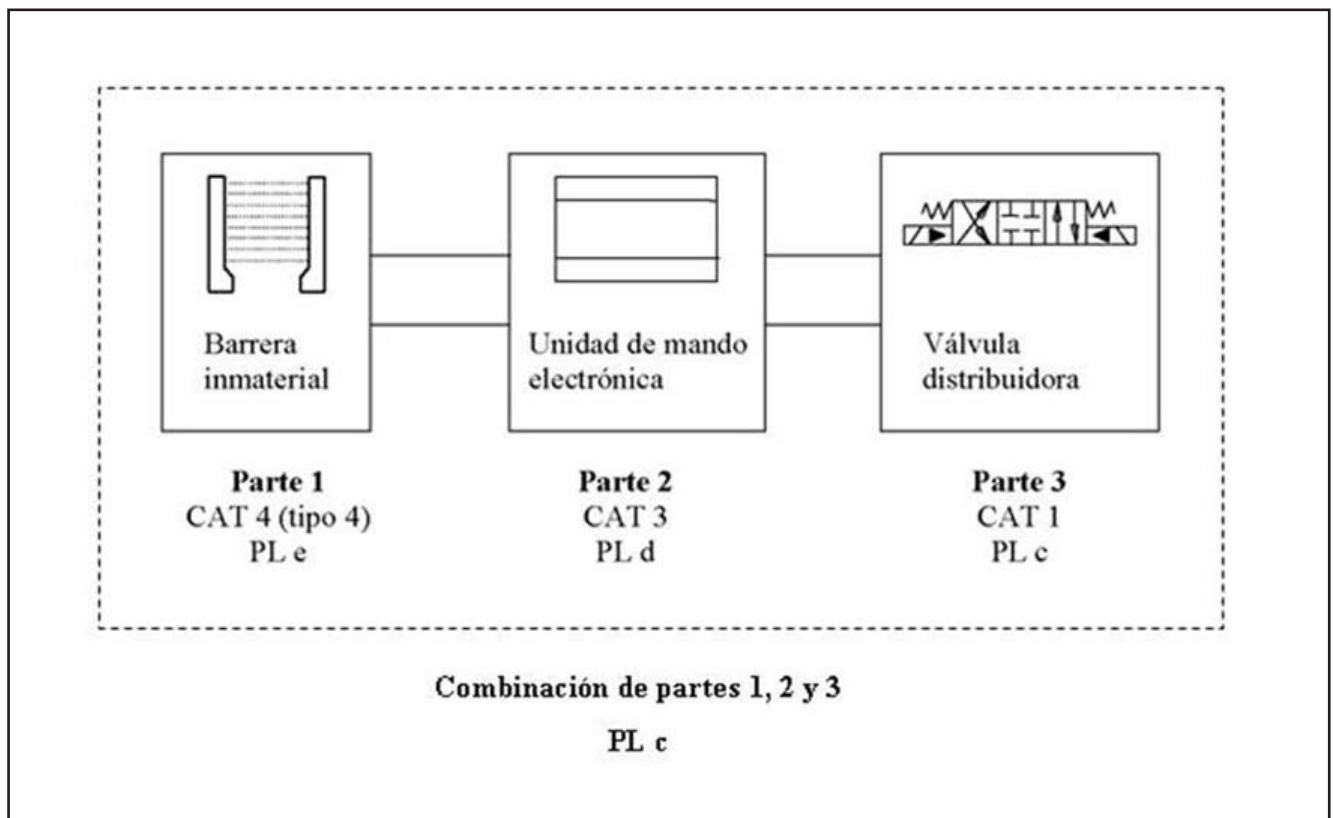 Barrera
inmaterial
Unidad de mando
electrónica
Válvula
distribuidora
Parte 1
CAT 4 (tipo 4)
PL e
Parte 2
CAT 3
PL d
Parte 3
CAT 1
PL c
Combinación de partes 1, 2 y 3
PL c